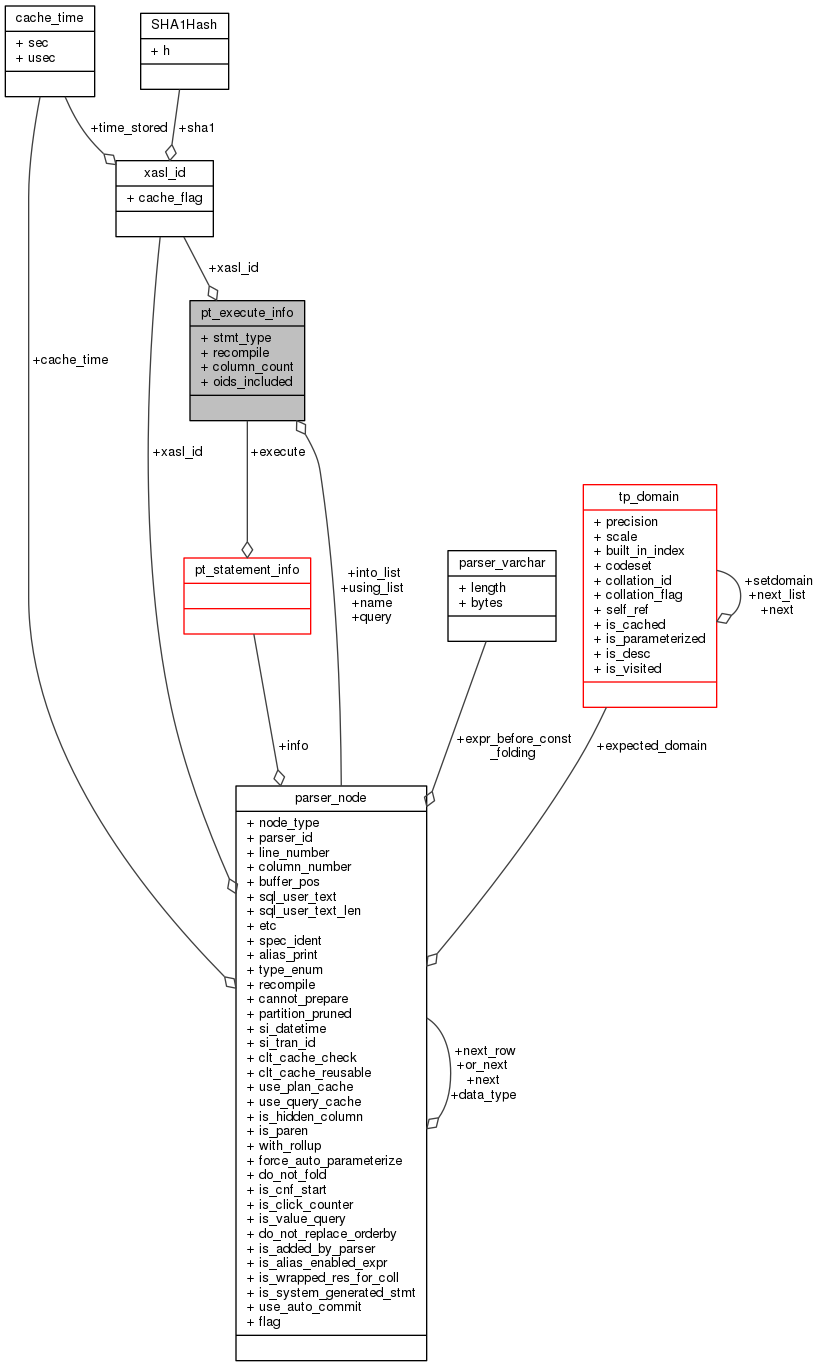 cache_time
+ sec
+ usec
SHA1Hash
+ h
+time_stored
+sha1
xasl_id
+ cache_flag
+xasl_id
pt_execute_info
+ stmt_type
+ recompile
+ column_count
+ oids_included
+cache_time
+xasl_id
+execute
pt_statement_info
+into_list
+using_list
+name
+query
parser_varchar
+ length
+ bytes
tp_domain
+ precision
+ scale
+ built_in_index
+ codeset
+ collation_id
+ collation_flag
+ self_ref
+ is_cached
+ is_parameterized
+ is_desc
+ is_visited
+setdomain
+next_list
+next
+info
+expr_before_const
_folding
+expected_domain
parser_node
+ node_type
+ parser_id
+ line_number
+ column_number
+ buffer_pos
+ sql_user_text
+ sql_user_text_len
+ etc
+ spec_ident
+ alias_print
+ type_enum
+ recompile
+ cannot_prepare
+ partition_pruned
+ si_datetime
+ si_tran_id
+ clt_cache_check
+ clt_cache_reusable
+ use_plan_cache
+ use_query_cache
+ is_hidden_column
+ is_paren
+ with_rollup
+ force_auto_parameterize
+ do_not_fold
+ is_cnf_start
+ is_click_counter
+ is_value_query
+ do_not_replace_orderby
+ is_added_by_parser
+ is_alias_enabled_expr
+ is_wrapped_res_for_coll
+ is_system_generated_stmt
+ use_auto_commit
+ flag
+next_row
+or_next
+next
+data_type